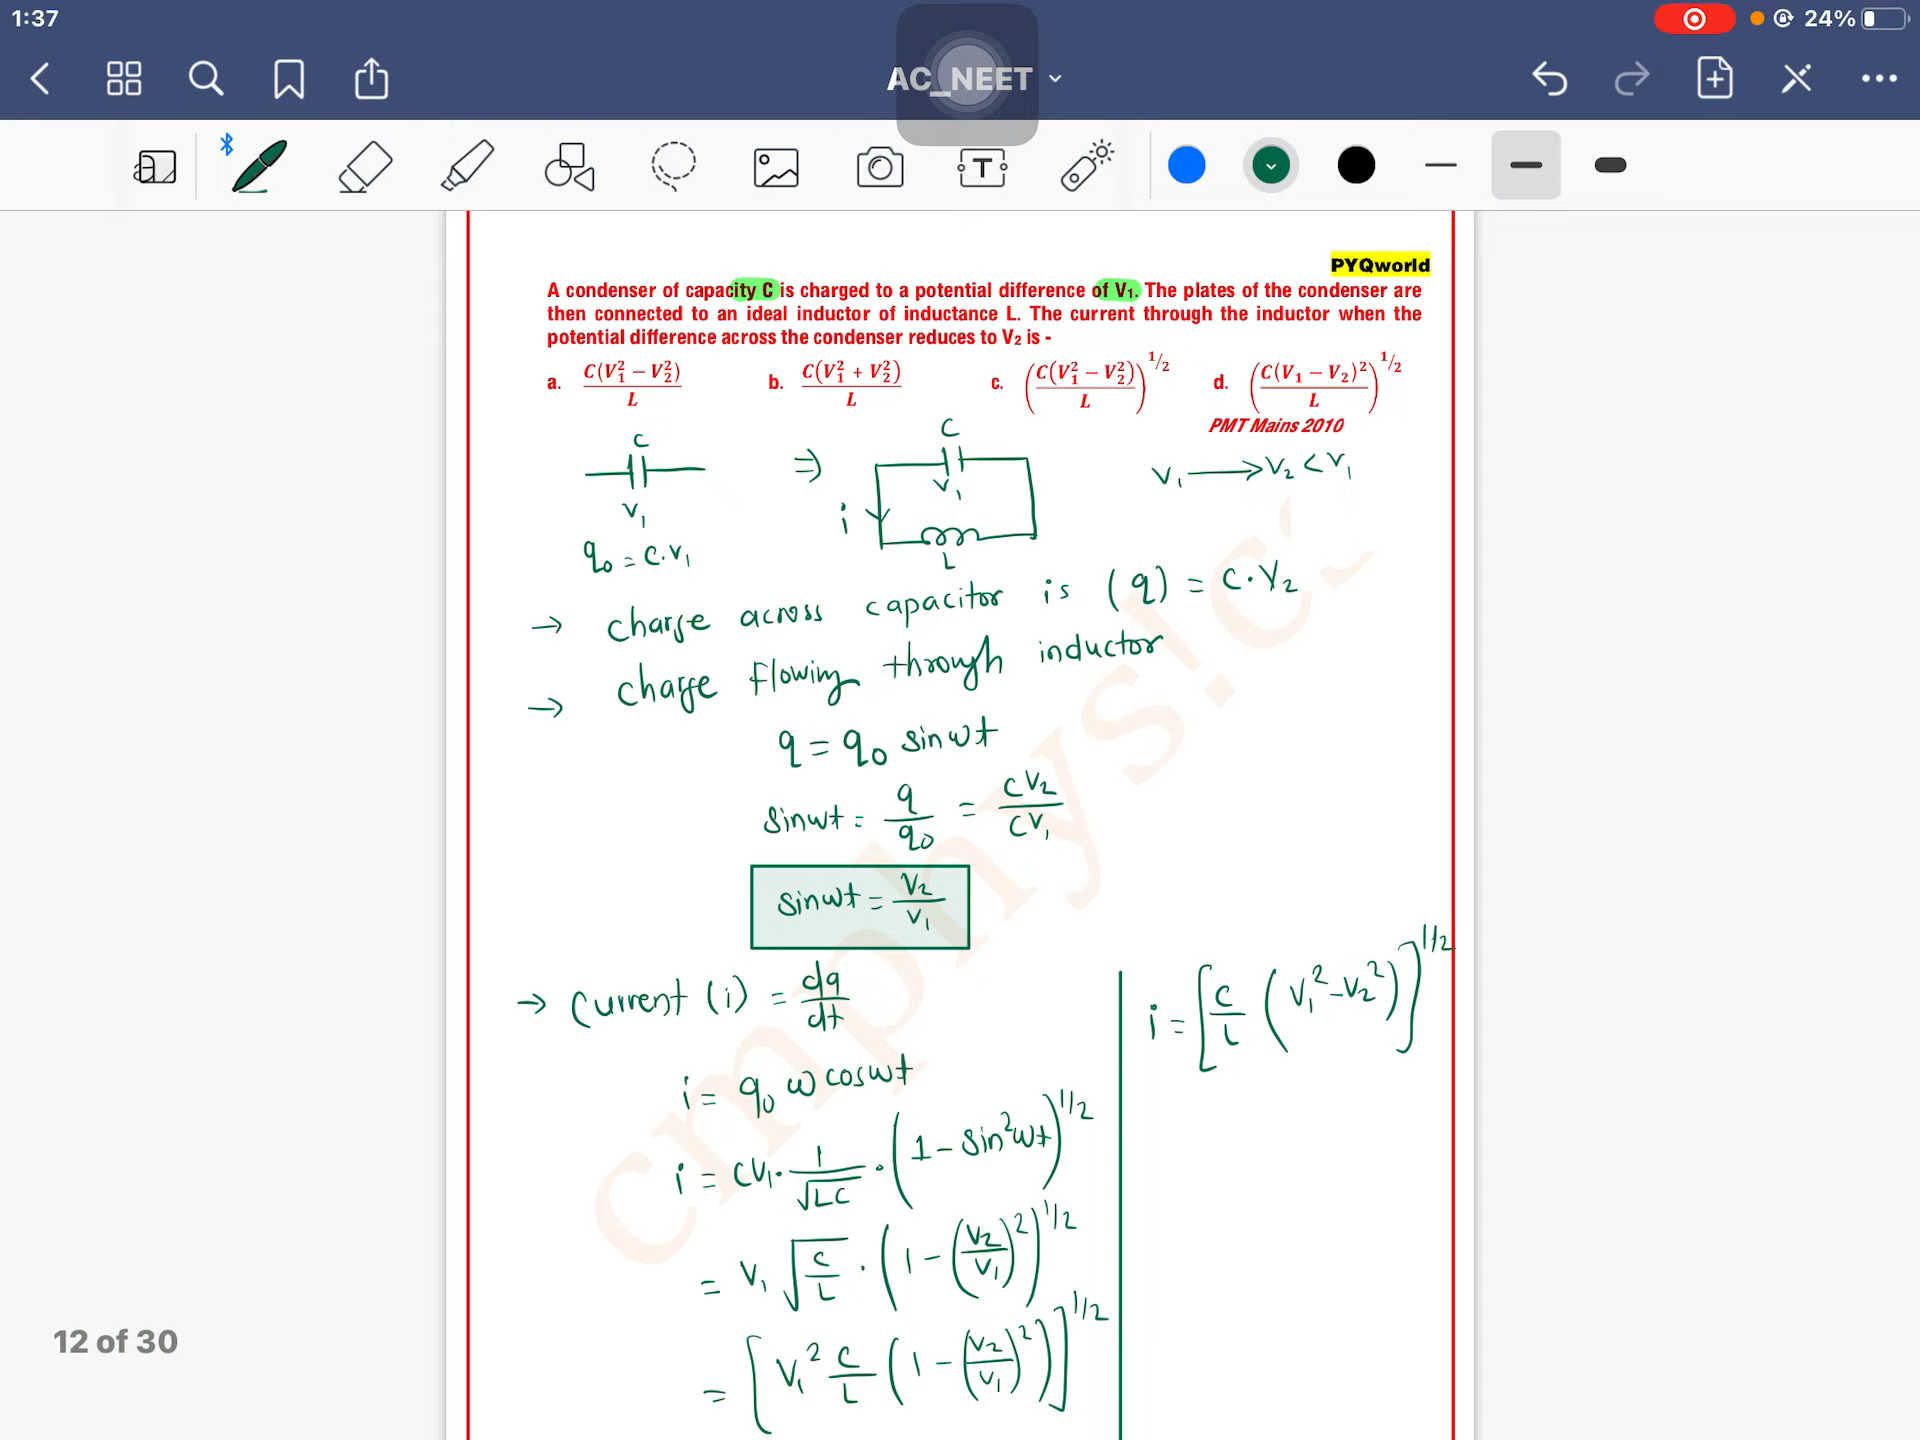 1:37
24%
AC_NEET
PYQworld
A condenser of capacity C is charged to a potential difference of V₁. The plates of the condenser are
then connected to an ideal inductor of inductance L. The current through the inductor when the
potential difference across the condenser reduces to V₂ is -
a. C(V₁² − V₂²)/L b. C(V₁² + V₂²)/L c. (C(V₁² − V₂²)/L)^1/2 d. (C(V₁ − V₂)²/L)^1/2
PMT Mains 2010
C
V₁
q₀ = C.V₁
⇒
C
V₁
i
L
V₁ → V₂ < V₁
→ charge across capacitor is (q) = C·V₂
→ charge flowing through inductor
q = q₀ sinωt
sinωt = q/q₀ = CV₂/CV₁
sinωt = V₂/V₁
→ current (i) = dq/dt
i = q₀ ω cosωt
i = CV₁ · 1/√LC · (1 − sin²ωt)^1/2
= V₁ √C/L · (1 − (V₂/V₁)²)^1/2
= [V₁² C/L (1 − (V₂/V₁)²)]^1/2
i = [C/L (V₁² − V₂²)]^1/2
12 of 30